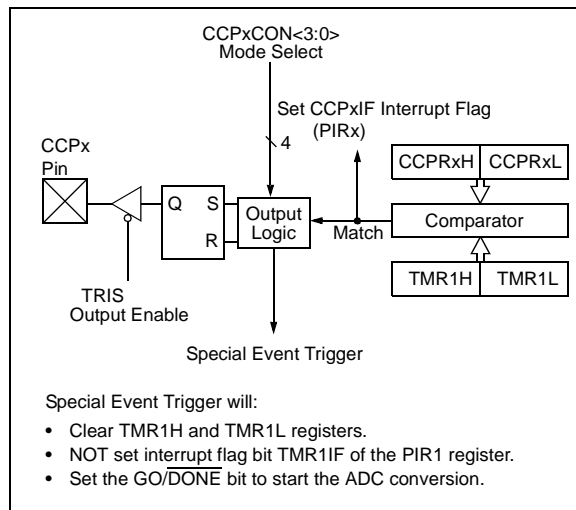 CCPxCON<3:0>
Mode Select
Set CCPxIF Interrupt Flag
(PIRx)
4
CCPx
Pin
CCPRxH CCPRxL
Q S
R
Output
Logic
Match
Comparator
TRIS
Output Enable
TMR1H TMR1L
Special Event Trigger
Special Event Trigger will:
• Clear TMR1H and TMR1L registers.
• NOT set interrupt flag bit TMR1IF of the PIR1 register.
• Set the GO/DONE bit to start the ADC conversion.